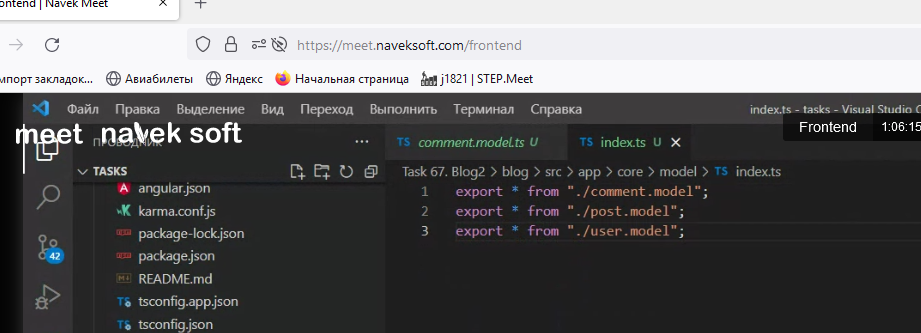 rontend | Navek Meet
https://meet.naveksoft.com/frontend
мпорт закладок... Авиабилеты Яндекс Начальная страница j1821 | STEP.Meet
Файл Правка Выделение Вид Переход Выполнить Терминал Справка index.ts - tasks - Visual Studio C
meet navek soft
Frontend 1:06:15
ПРОВОДНИК
TS comment.model.ts U TS index.ts U
TASKS
Task 67. Blog2 > blog > src > app > core > model > TS index.ts
angular.json
karma.conf.js
package-lock.json
package.json
README.md
TS tsconfig.app.json
TS tsconfig.json
42
1 export * from "./comment.model";
2 export * from "./post.model";
3 export * from "./user.model";